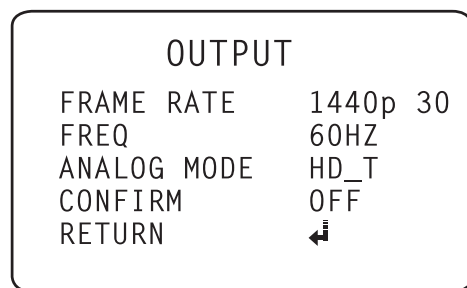 OUTPUT
FRAME RATE 1440p 30
FREQ 60HZ
ANALOG MODE HD_T
CONFIRM OFF
RETURN ↲